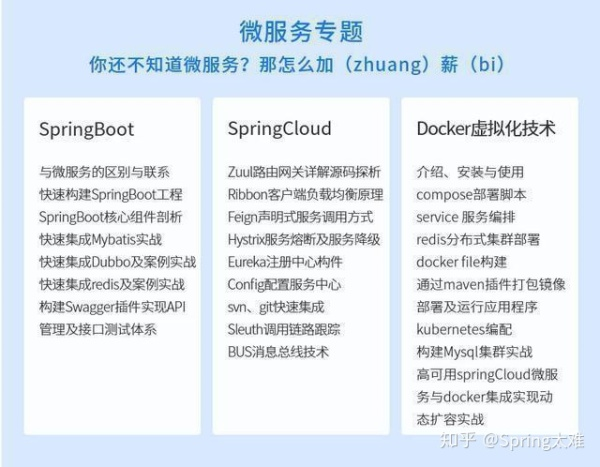 微服务专题
你还不知道微服务？那怎么加（zhuang）薪（bi）
SpringBoot
与微服务的区别与联系
快速构建SpringBoot工程
SpringBoot核心组件剖析
快速集成Mybatis实战
快速集成Dubbo及案例实战
快速集成redis及案例实战
构建Swagger插件实现API
管理及接口测试体系
SpringCloud
Zuul路由网关详解源码探析
Ribbon客户端负载均衡原理
Feign声明式服务调用方式
Hystrix服务熔断及服务降级
Eureka注册中心构件
Config配置服务中心
svn、git快速集成
Sleuth调用链路跟踪
BUS消息总线技术
Docker虚拟化技术
介绍、安装与使用
compose部署脚本
service 服务编排
redis分布式集群部署
docker file构建
通过maven插件打包镜像
部署及运行应用程序
kubernetes编配
构建Mysql集群实战
高可用springCloud微服
务与docker集成实现动
态扩容实战
知乎 @Spring太难